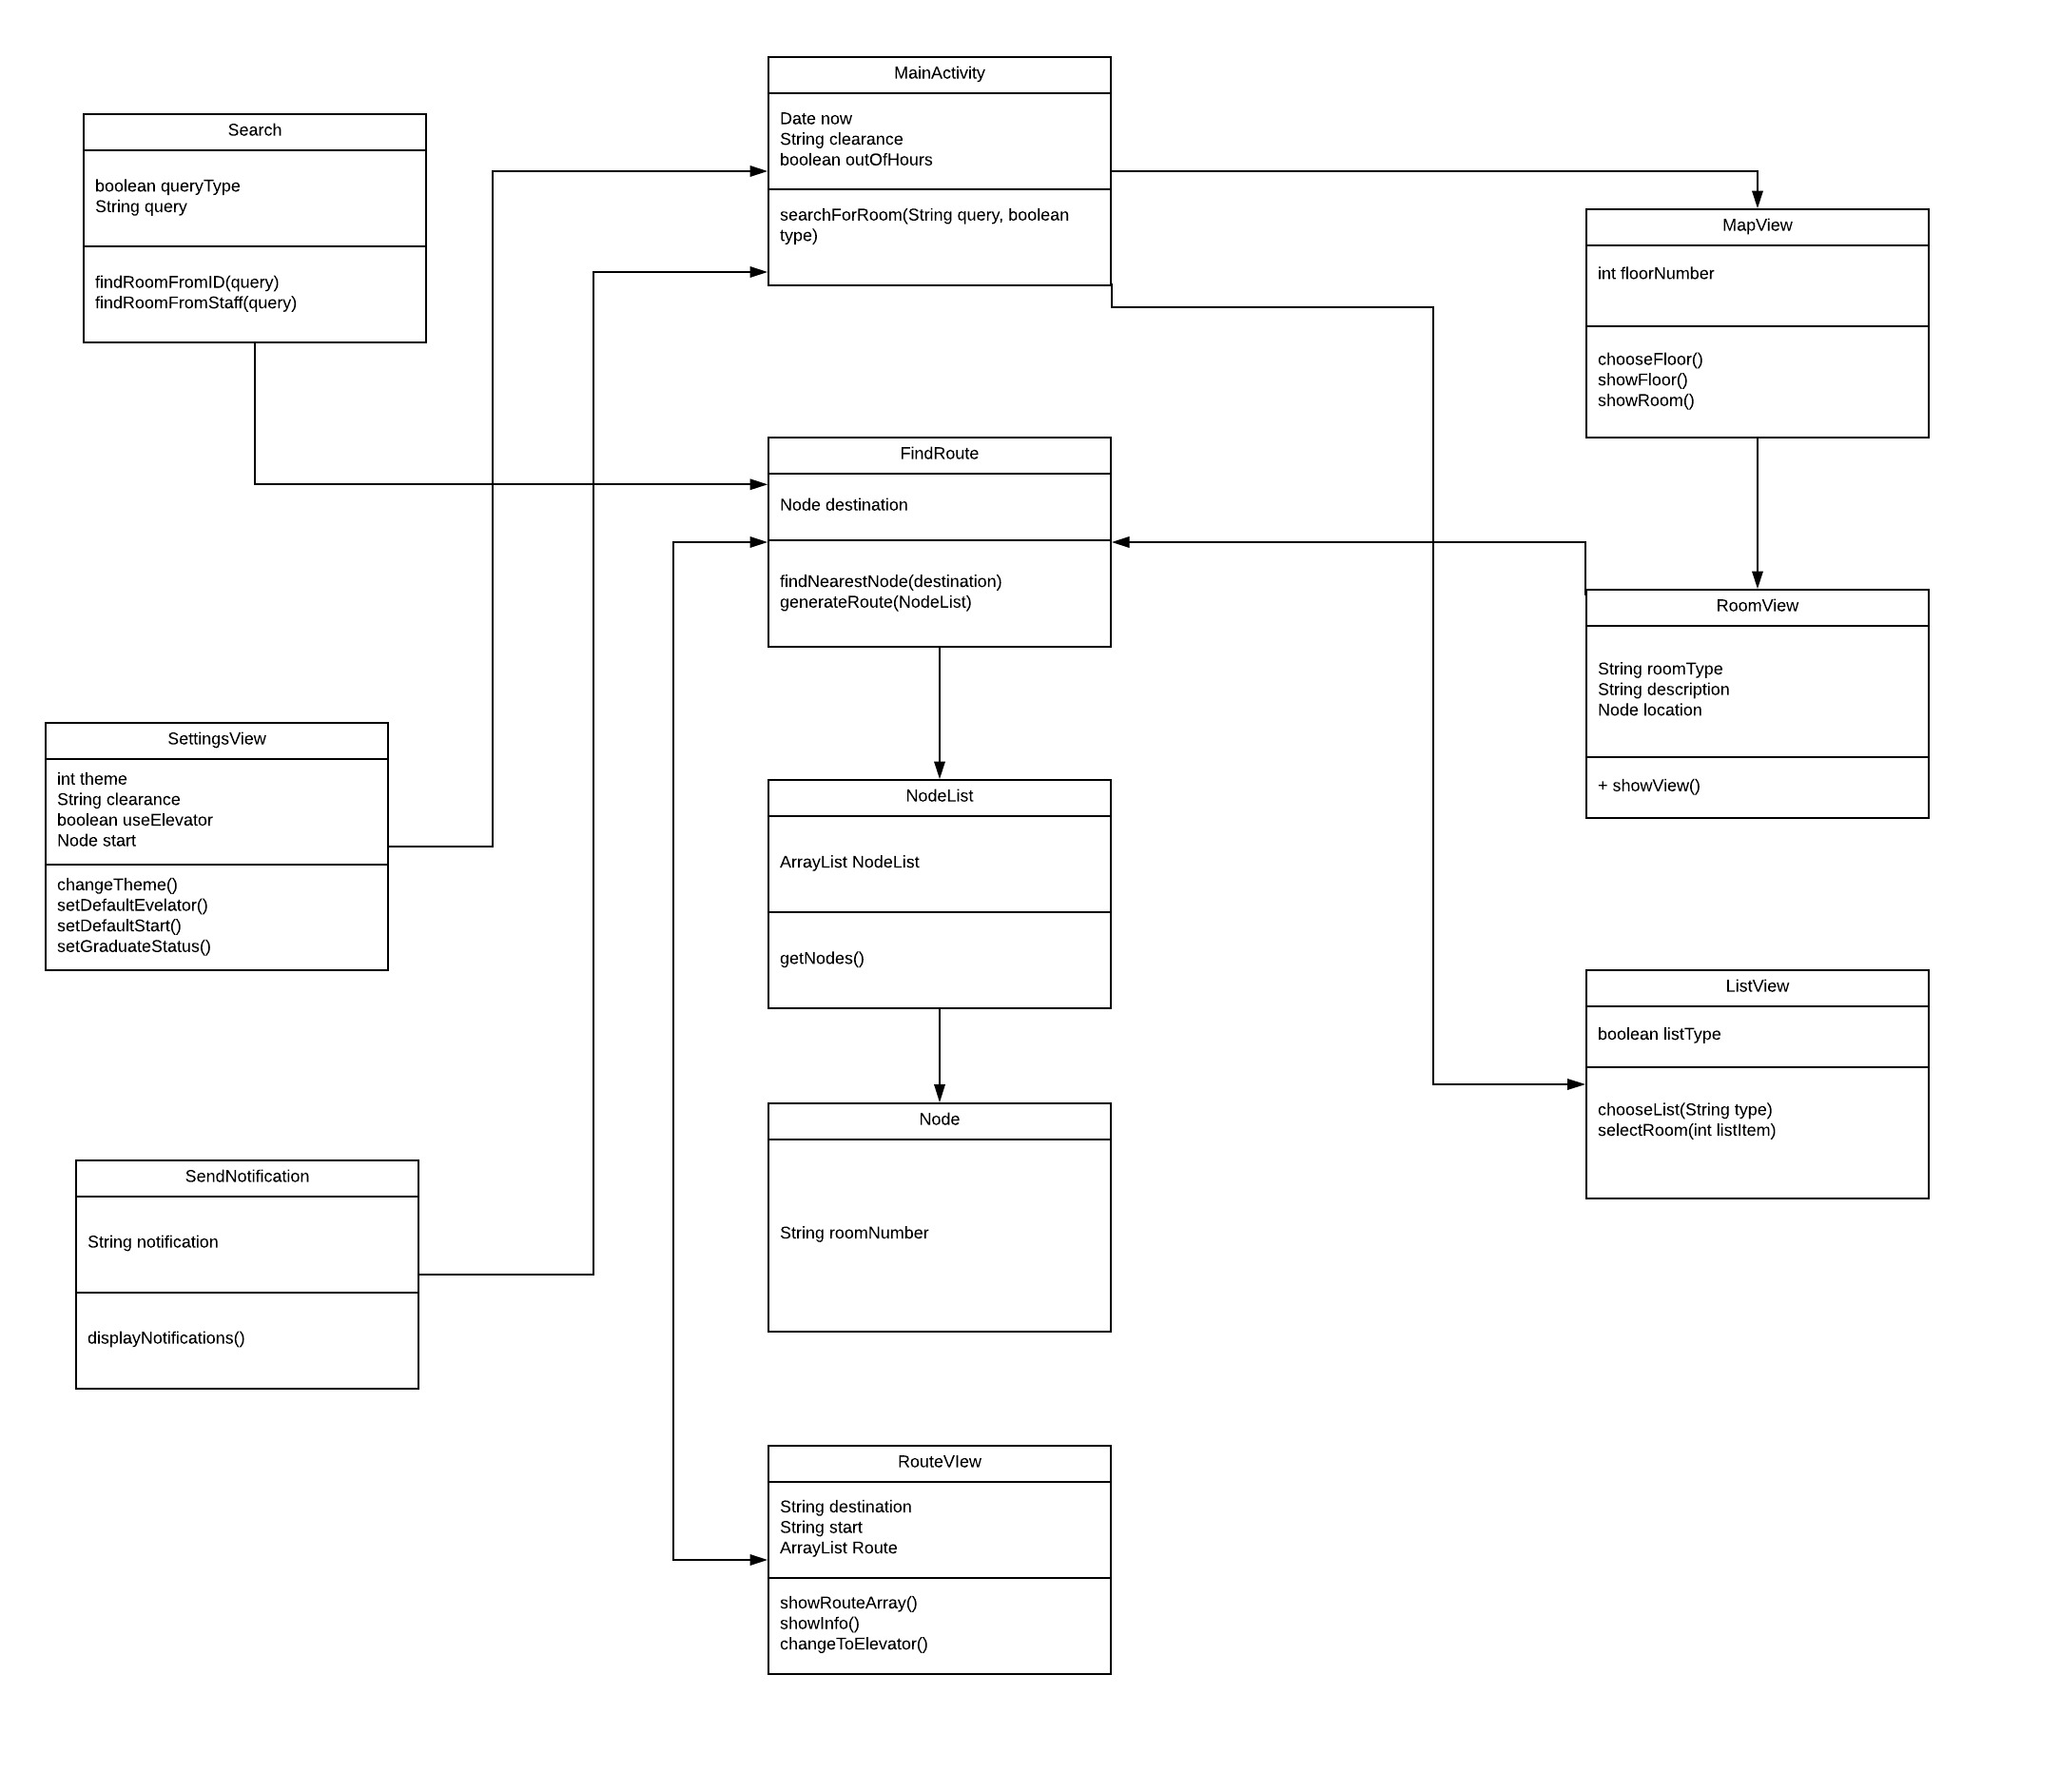 MainActivity
Date now
String clearance
boolean outOfHours
searchForRoom(String query, boolean
type)
Search
boolean queryType
String query
findRoomFromID(query)
findRoomFromStaff(query)
MapView
int floorNumber
chooseFloor()
showFloor()
showRoom()
FindRoute
Node destination
findNearestNode(destination)
generateRoute(NodeList)
RoomView
String roomType
String description
Node location
+ showView()
SettingsView
int theme
String clearance
boolean useElevator
Node start
changeTheme()
setDefaultEvelator()
setDefaultStart()
setGraduateStatus()
NodeList
ArrayList NodeList
getNodes()
ListView
boolean listType
chooseList(String type)
selectRoom(int listItem)
Node
String roomNumber
SendNotification
String notification
displayNotifications()
RouteVIew
String destination
String start
ArrayList Route
showRouteArray()
showInfo()
changeToElevator()